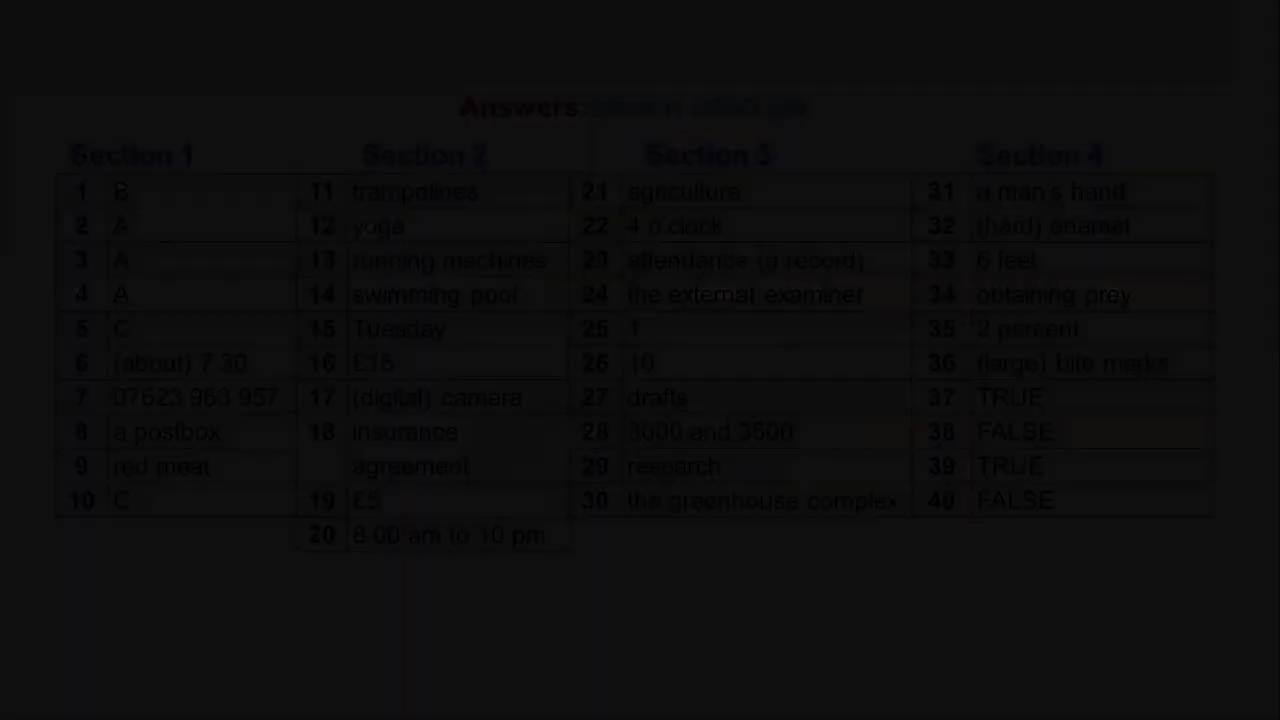 Answers:
Section 1 Section 2 Section 3 Section 4
1 B 11 trampolines 21 agriculture 31 a man's hand
2 A 12 yoga 22 4 o'clock 32 (hard) enamel
3 A 13 running machines 23 attendance (a record) 33 6 feet
4 A 14 swimming pool 24 the external examiner 34 obtaining prey
5 C 15 Tuesday 25 1 35 2 percent
6 (about) 7.30 16 £15 26 10 36 (large) bite marks
7 07623 963 957 17 (digital) camera 27 drafts 37 TRUE
8 a postbox 18 insurance 28 3000 and 3500 38 FALSE
9 red meat agreement 29 research 39 TRUE
10 C 19 £5 30 the greenhouse complex 40 FALSE
20 8.00 am to 10 pm